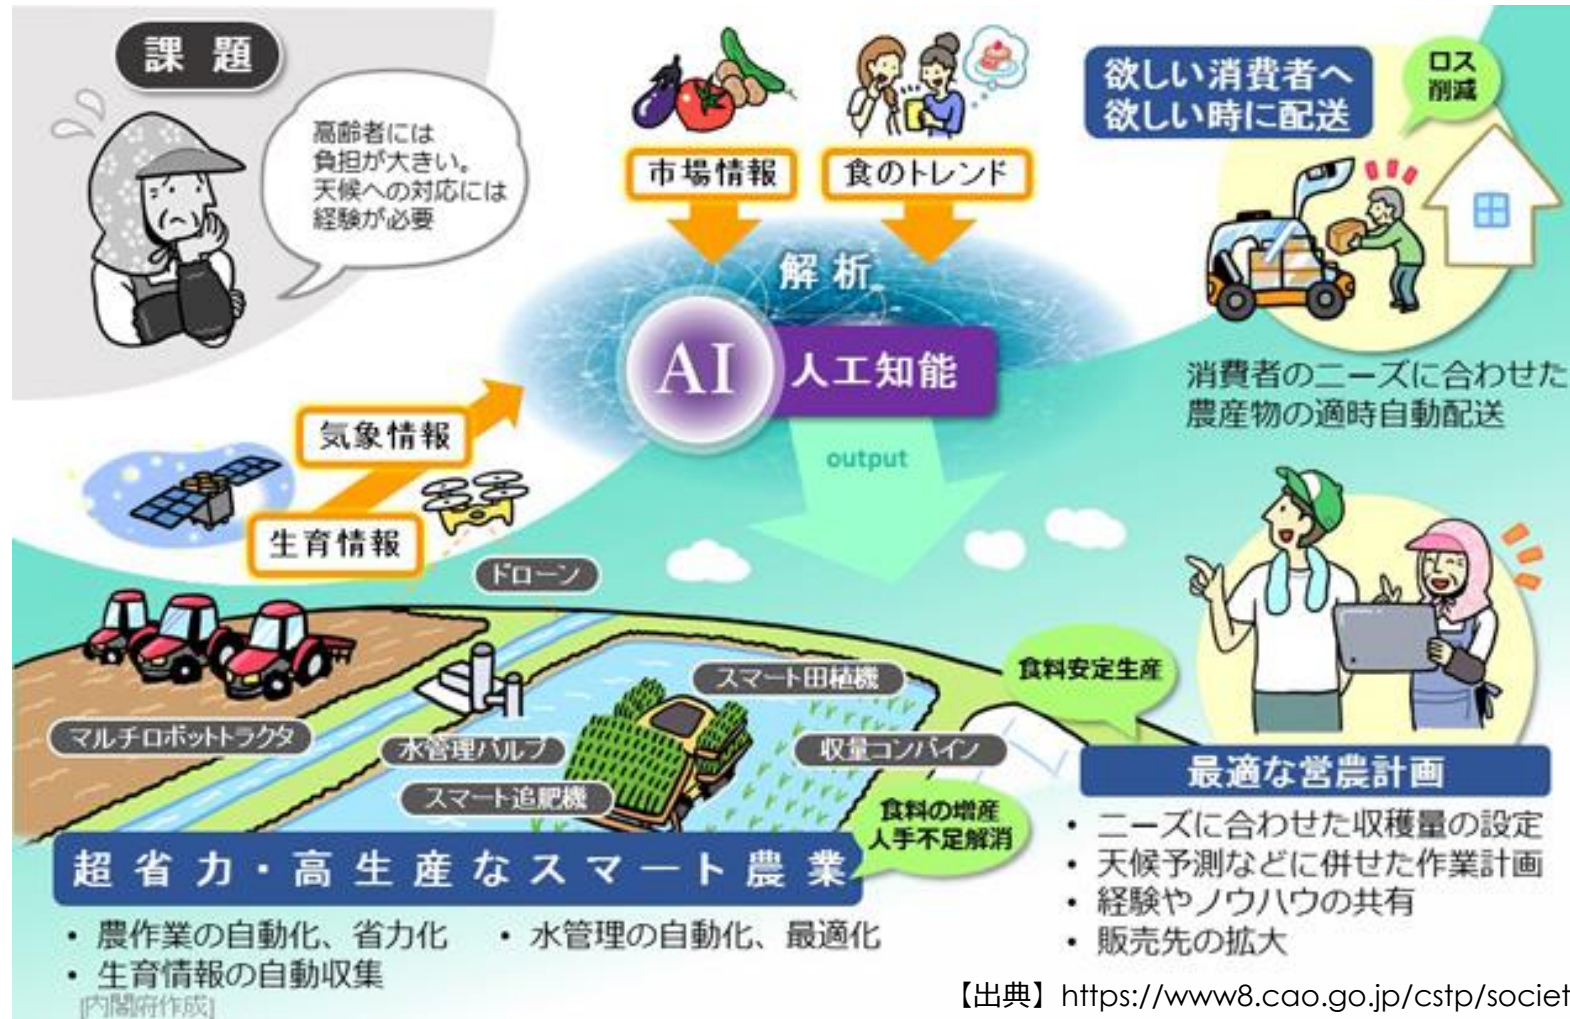 課題
高齢者には
負担が大きい。
天候への対応には
経験が必要
市場情報
食のトレンド
欲しい消費者へ
欲しい時に配送
ロス
削減
解析
AI 人工知能
消費者のニーズに合わせた
農産物の適時自動配送
気象情報
output
生育情報
ドローン
食料安定生産
スマート田植機
マルチロボットトラクタ
水管理バルブ
収量コンバイン
スマート追肥機
食料の増産
人手不足解消
最適な営農計画
• ニーズに合わせた収穫量の設定
• 天候予測などに併せた作業計画
• 経験やノウハウの共有
• 販売先の拡大
超省力・高生産なスマート農業
• 農作業の自動化、省力化
• 水管理の自動化、最適化
• 生育情報の自動収集
[内閣府作成]
【出典】https://www8.cao.go.jp/cstp/societ